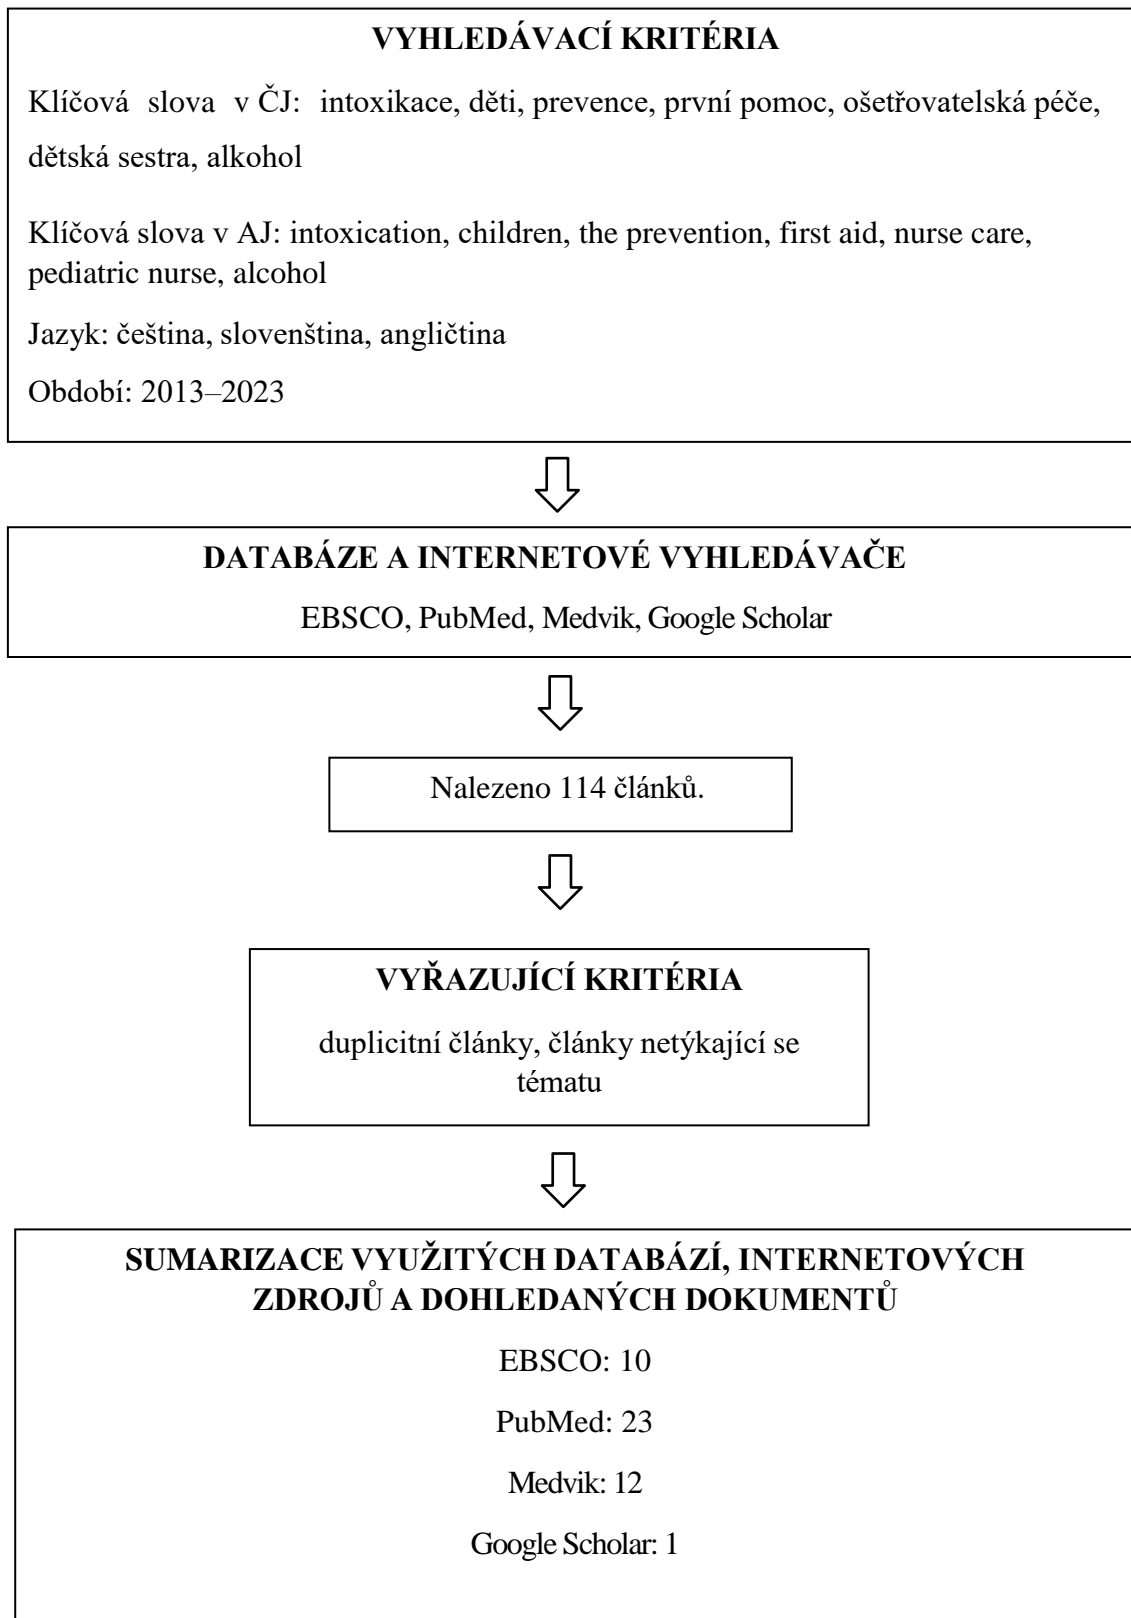 VYHLEDÁVACÍ KRITÉRIA
Klíčová slova v ČJ: intoxikace, děti, prevence, první pomoc, ošetřovatelská péče,
dětská sestra, alkohol
Klíčová slova v AJ: intoxication, children, the prevention, first aid, nurse care,
pediatric nurse, alcohol
Jazyk: čeština, slovenština, angličtina
Období: 2013–2023
DATABÁZE A INTERNETOVÉ VYHLEDÁVAČE
EBSCO, PubMed, Medvik, Google Scholar
Nalezeno 114 článků.
VYŘAZUJÍCÍ KRITÉRIA
duplicitní články, články netýkající se
tématu
SUMARIZACE VYUŽITÝCH DATABÁZÍ, INTERNETOVÝCH
ZDROJŮ A DOHLEDANÝCH DOKUMENTŮ
EBSCO: 10
PubMed: 23
Medvik: 12
Google Scholar: 1